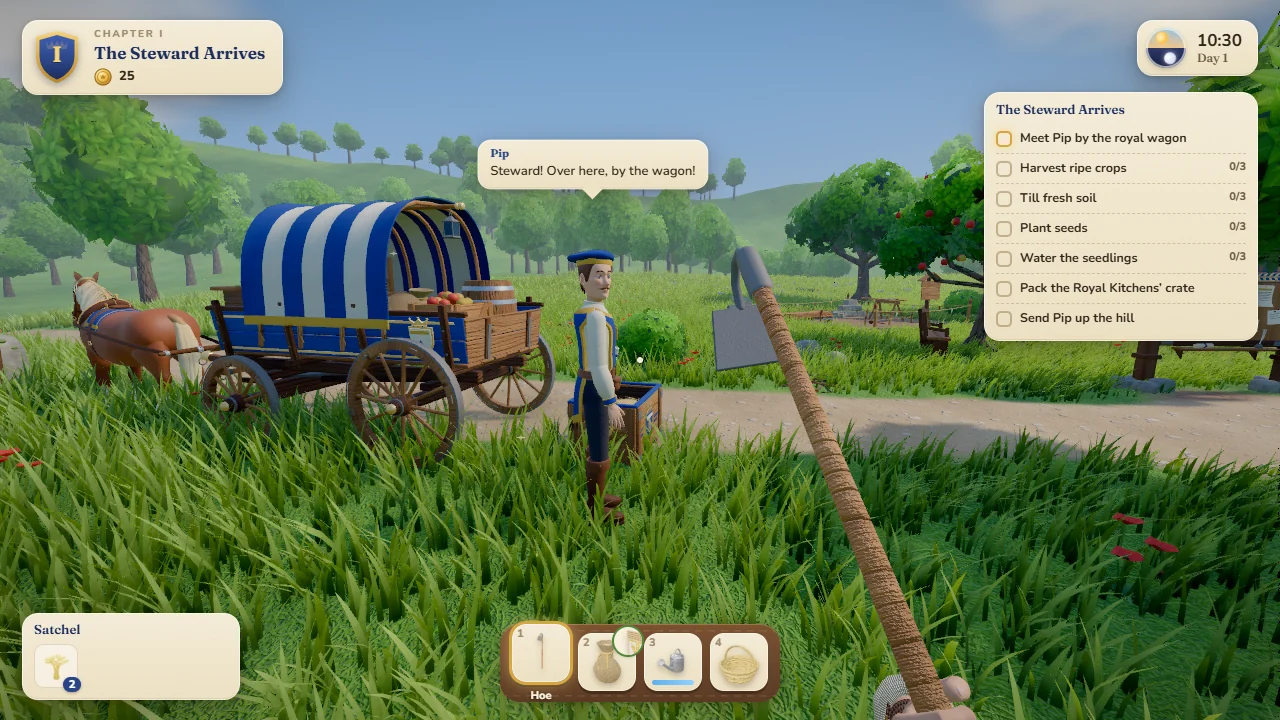 CHAPTER I
The Steward Arrives
I
25
10:30
Day 1
The Steward Arrives
Meet Pip by the royal wagon
Harvest ripe crops 0/3
Till fresh soil 0/3
Plant seeds 0/3
Water the seedlings 0/3
Pack the Royal Kitchens' crate
Send Pip up the hill
Pip
Steward! Over here, by the wagon!
Satchel
2
1
2
3
4
Hoe